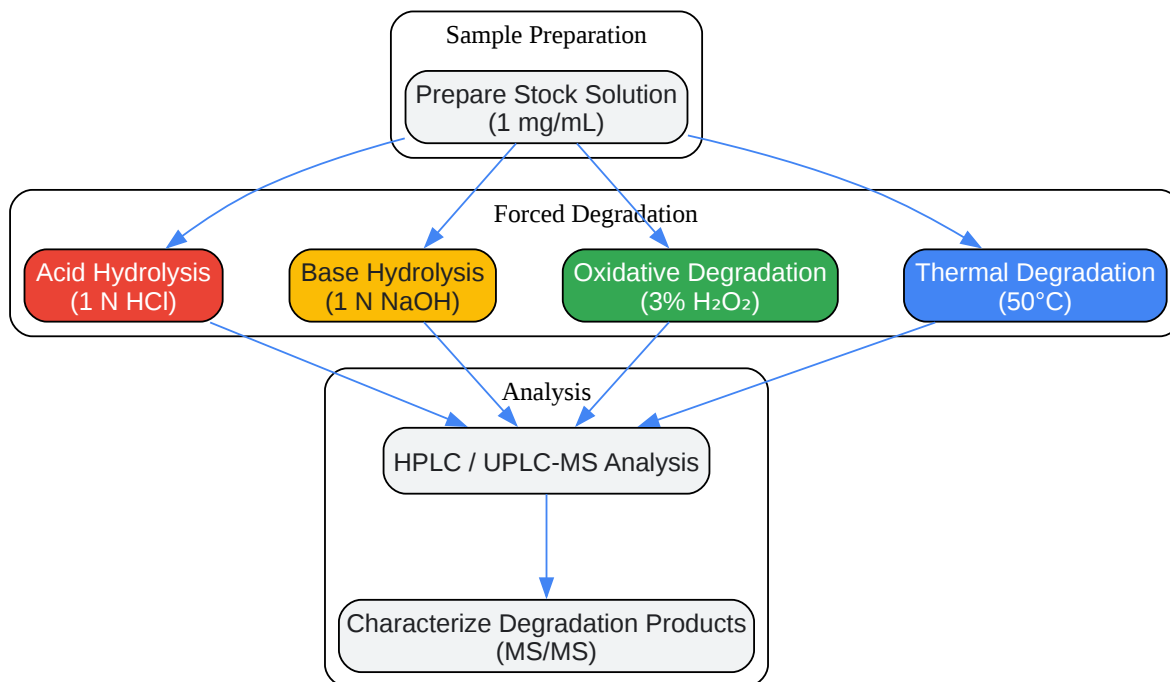 Sample Preparation
Prepare Stock Solution
(1 mg/mL)
Forced Degradation
Acid Hydrolysis
(1 N HCl)
Base Hydrolysis
(1 N NaOH)
Oxidative Degradation
(3% H₂O₂)
Thermal Degradation
(50°C)
Analysis
HPLC / UPLC-MS Analysis
Characterize Degradation Products
(MS/MS)